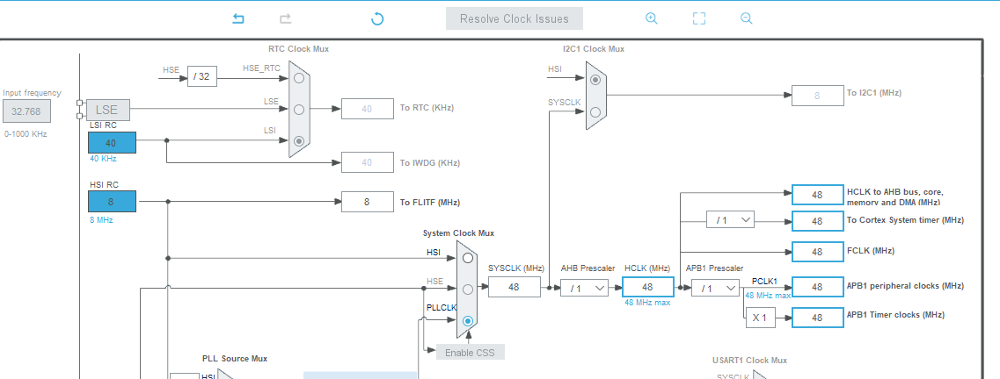 Resolve Clock Issues
RTC Clock Mux
I2C1 Clock Mux
HSE
/ 32
HSE_RTC
HSI
Input frequency
32.768
0-1000 KHz
LSE
LSE
40
To RTC (KHz)
SYSCLK
8
To I2C1 (MHz)
LSI RC
40
40 KHz
LSI
40
To IWDG (KHz)
HSI RC
8
8 MHz
8
To FLITF (MHz)
48
HCLK to AHB bus, core,
memory and DMA (MHz)
/ 1
48
To Cortex System timer (MHz)
System Clock Mux
HSI
48
FCLK (MHz)
SYSCLK (MHz)
AHB Prescaler
HCLK (MHz)
APB1 Prescaler
HSE
48
/ 1
48
48 MHz max
/ 1
PCLK1
48 MHz max
48
APB1 peripheral clocks (MHz)
PLLCLK
X 1
48
APB1 Timer clocks (MHz)
Enable CSS
PLL Source Mux
USART1 Clock Mux
HSI
SYSCLK